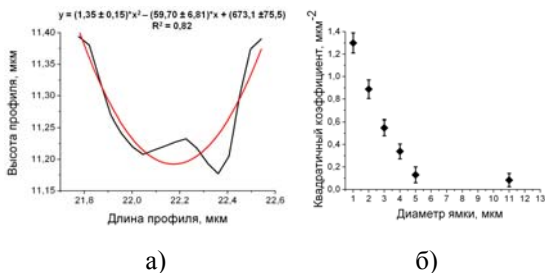 y = (1,35 ± 0,15)*x² – (59,70 ± 6,81)*x + (673,1 ±75,5)
R² = 0,82
11,40
11,35
11,30
11,25
11,20
11,15
Высота профиля, мкм
21,8
22,0
22,2
22,4
22,6
Длина профиля, мкм
а)
Квадратичный коэффициент, мкм⁻²
1,4
1,2
1,0
0,8
0,6
0,4
0,2
0,0
1 2 3 4 5 6 7 8 9 10 11 12 13
Диаметр ямки, мкм
б)